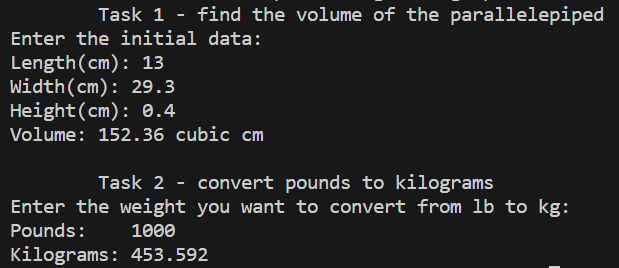 Task 1 - find the volume of the parallelepiped
Enter the initial data:
Length(cm): 13
Width(cm): 29.3
Height(cm): 0.4
Volume: 152.36 cubic cm
Task 2 - convert pounds to kilograms
Enter the weight you want to convert from lb to kg:
Pounds:    1000
Kilograms: 453.592